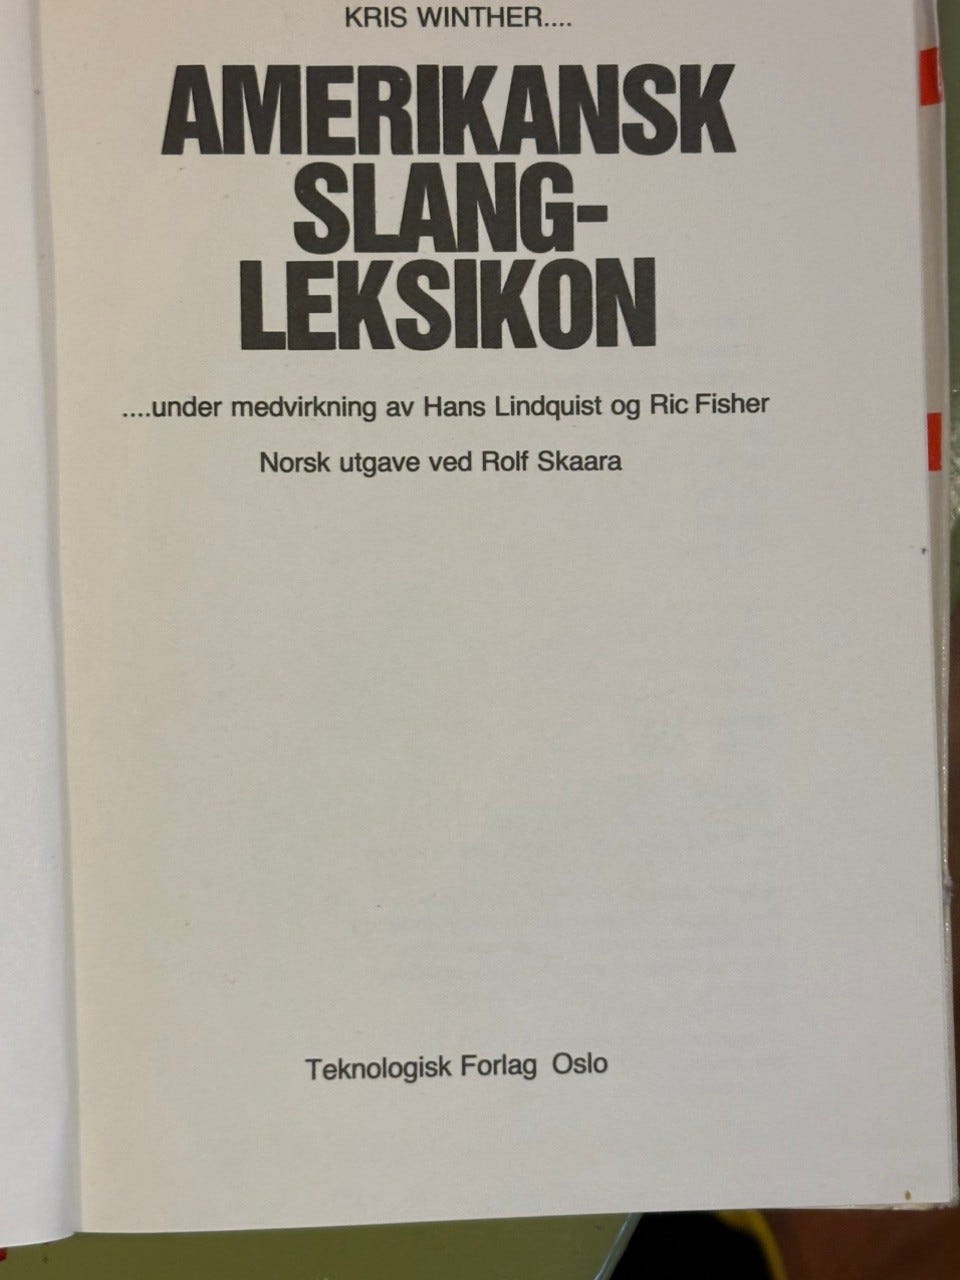 KRIS WINTHER....
AMERIKANSK
SLANG-
LEKSIKON
....under medvirkning av Hans Lindquist og Ric Fisher
Norsk utgave ved Rolf Skaara
Teknologisk Forlag Oslo